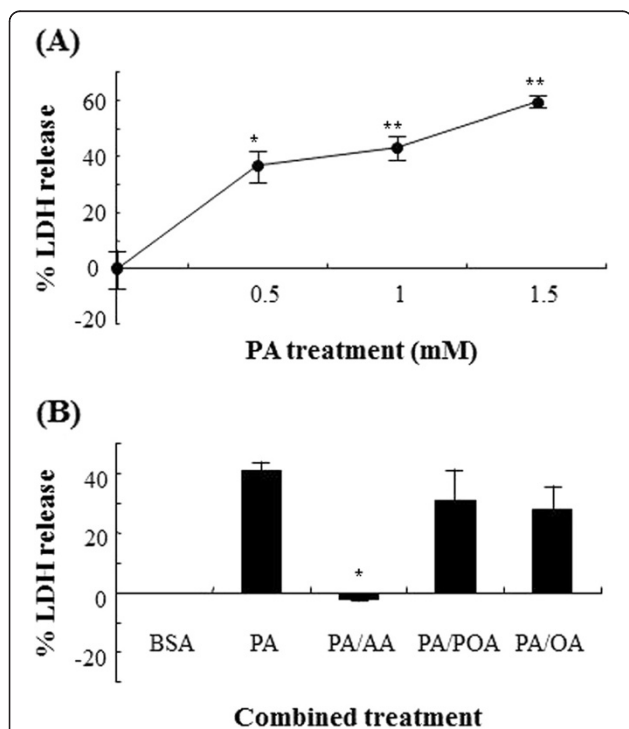 (A)
% LDH release
60
40
20
0
-20
*
**
**
0.5 1 1.5
PA treatment (mM)
(B)
% LDH release
40
20
0
-20
*
BSA PA PA/AA PA/POA PA/OA
Combined treatment